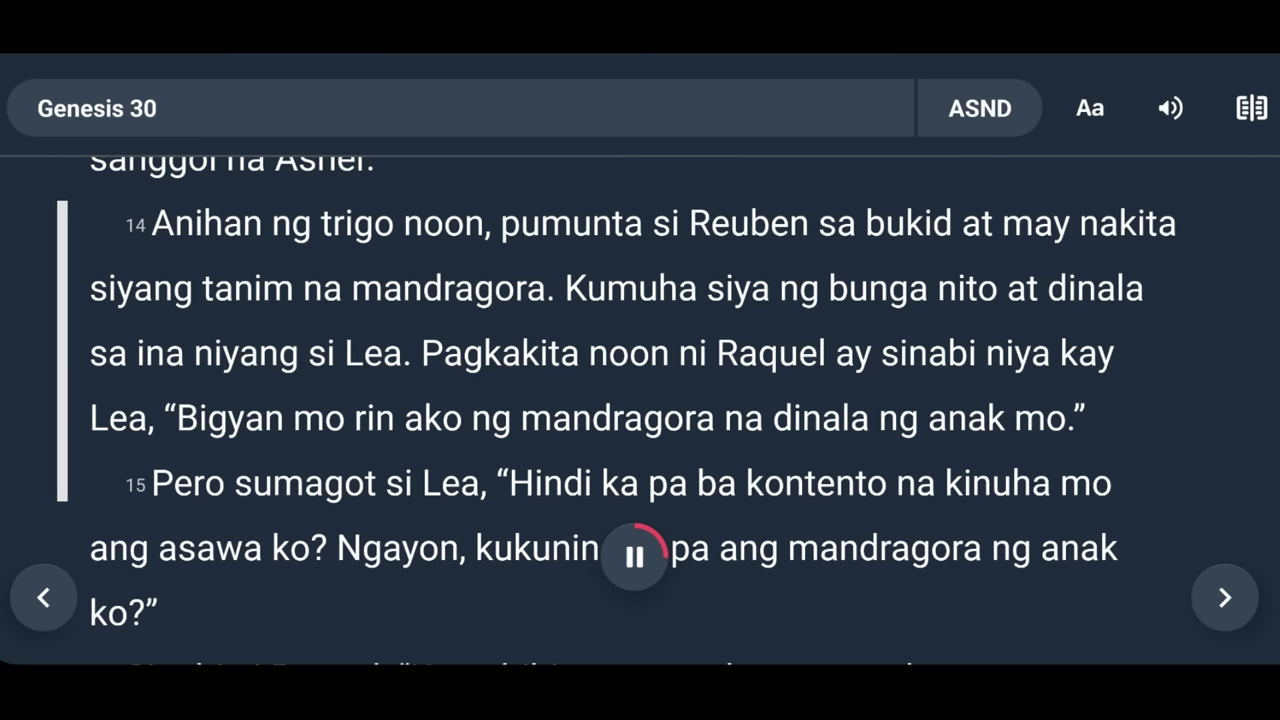 Genesis 30
ASND
Aa
sanggol na Asher.
14 Anihan ng trigo noon, pumunta si Reuben sa bukid at may nakita
siyang tanim na mandragora. Kumuha siya ng bunga nito at dinala
sa ina niyang si Lea. Pagkakita noon ni Raquel ay sinabi niya kay
Lea, “Bigyan mo rin ako ng mandragora na dinala ng anak mo.”
15 Pero sumagot si Lea, “Hindi ka pa ba kontento na kinuha mo
ang asawa ko? Ngayon, kukunin pa ang mandragora ng anak
ko?”